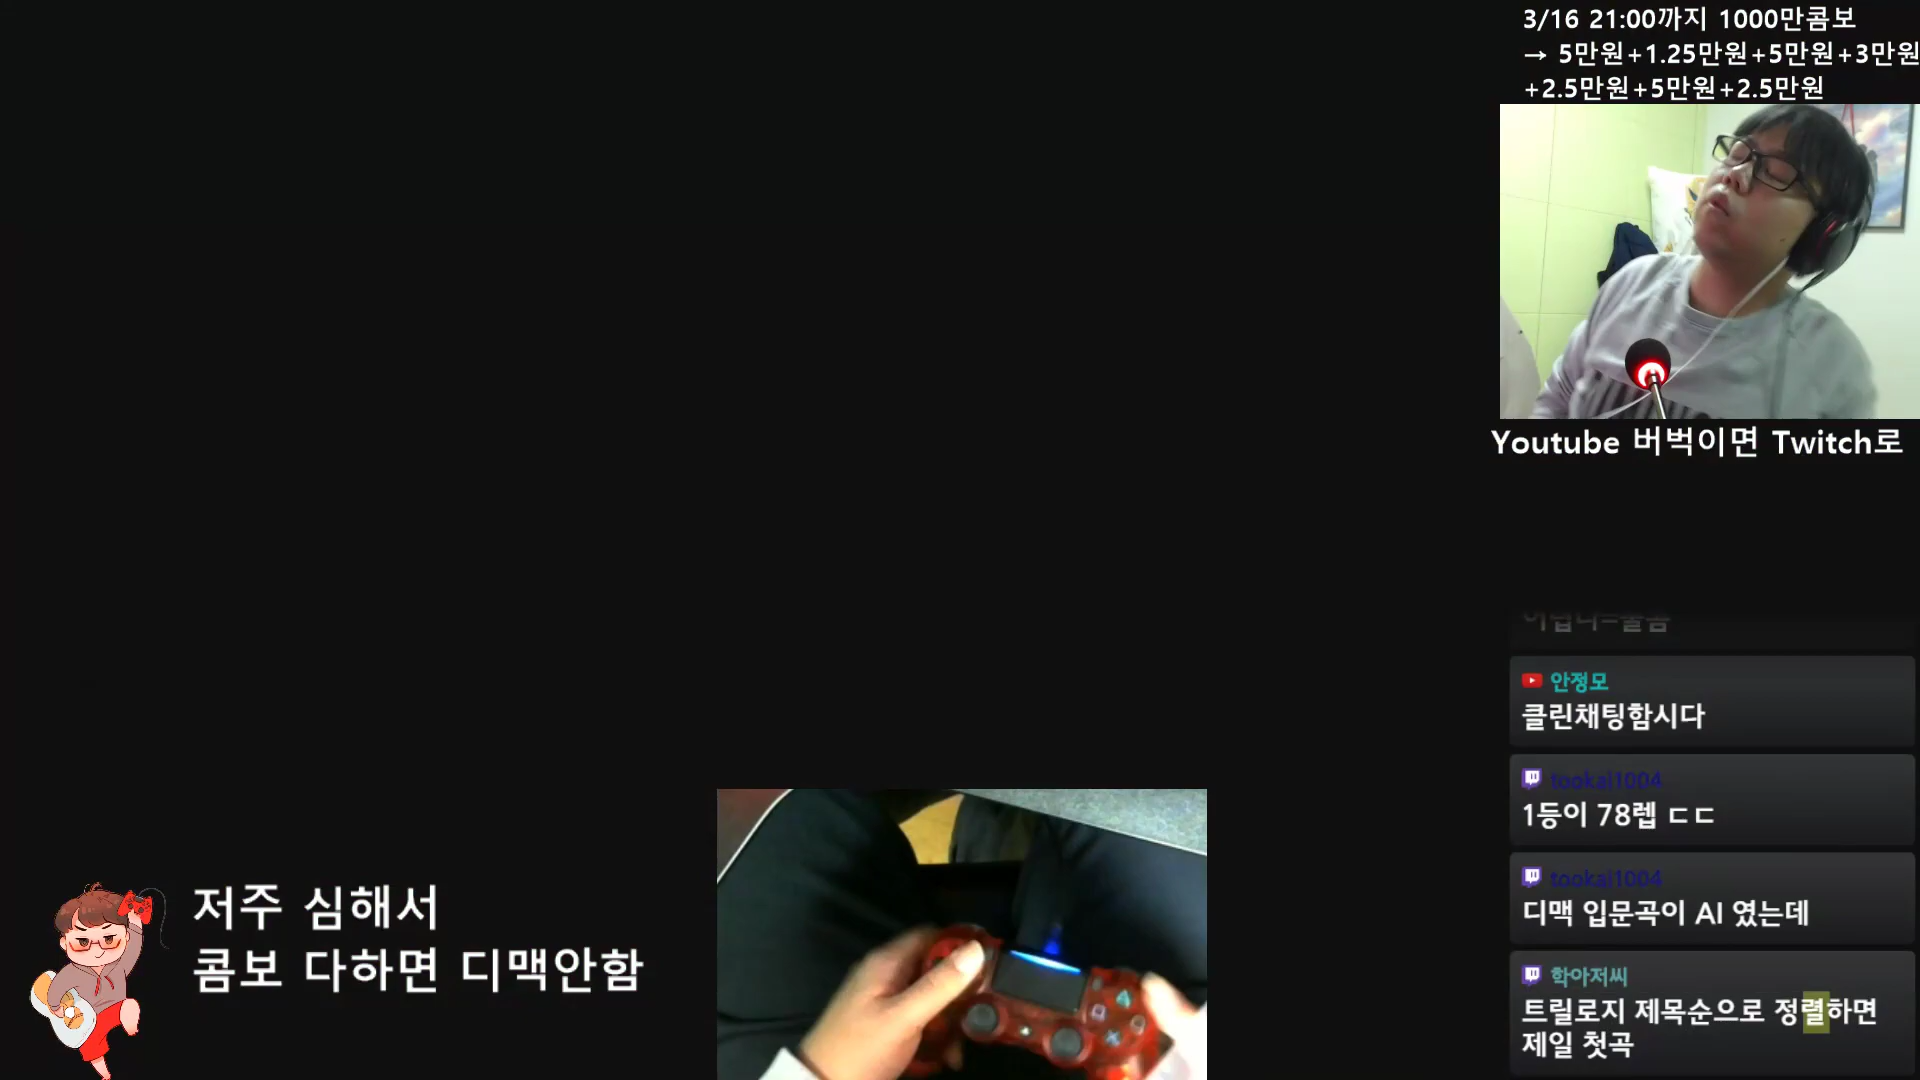 3/16 21:00까지 1000만콤보
→ 5만원+1.25만원+5만원+3만원
+2.5만원+5만원+2.5만원
Youtube 버벅이면 Twitch로
안정모
클린채팅함시다
tookai1004
1등이 78렙 ㄷㄷ
tookai1004
디맥 입문곡이 AI 였는데
학아저씨
트릴로지 제목순으로 정렬하면
제일 첫곡
저주 심해서
콤보 다하면 디맥안함